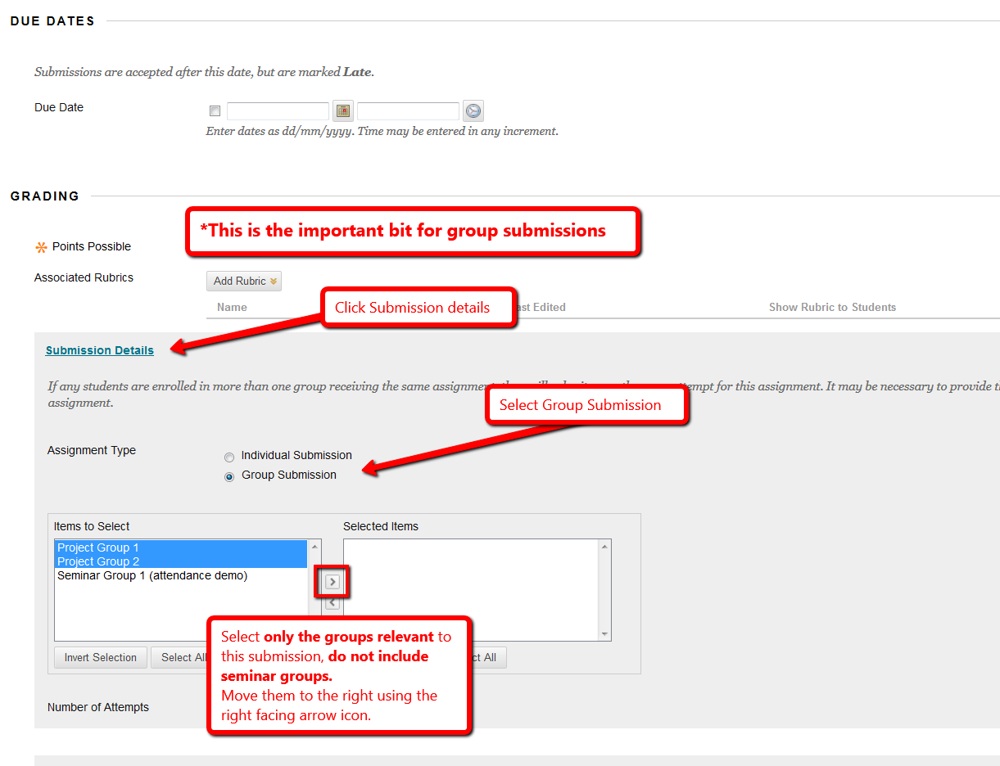 DUE DATES
Submissions are accepted after this date, but are marked Late.
Due Date
Enter dates as dd/mm/yyyy. Time may be entered in any increment.
GRADING
*This is the important bit for group submissions
Points Possible
Associated Rubrics
Add Rubric
Click Submission details
Name
Edited
Show Rubric to Students
Submission Details
If any students are enrolled in more than one group receiving the same assignment for this assignment. It may be necessary to provide
assignment.
Select Group Submission
Assignment Type
Individual Submission
Group Submission
Items to Select
Selected Items
Project Group 1
Project Group 2
Seminar Group 1 (attendance demo)
Invert Selection
Select All
All
Select only the groups relevant to
this submission, do not include
seminar groups.
Move them to the right using the
right facing arrow icon.
Number of Attempts